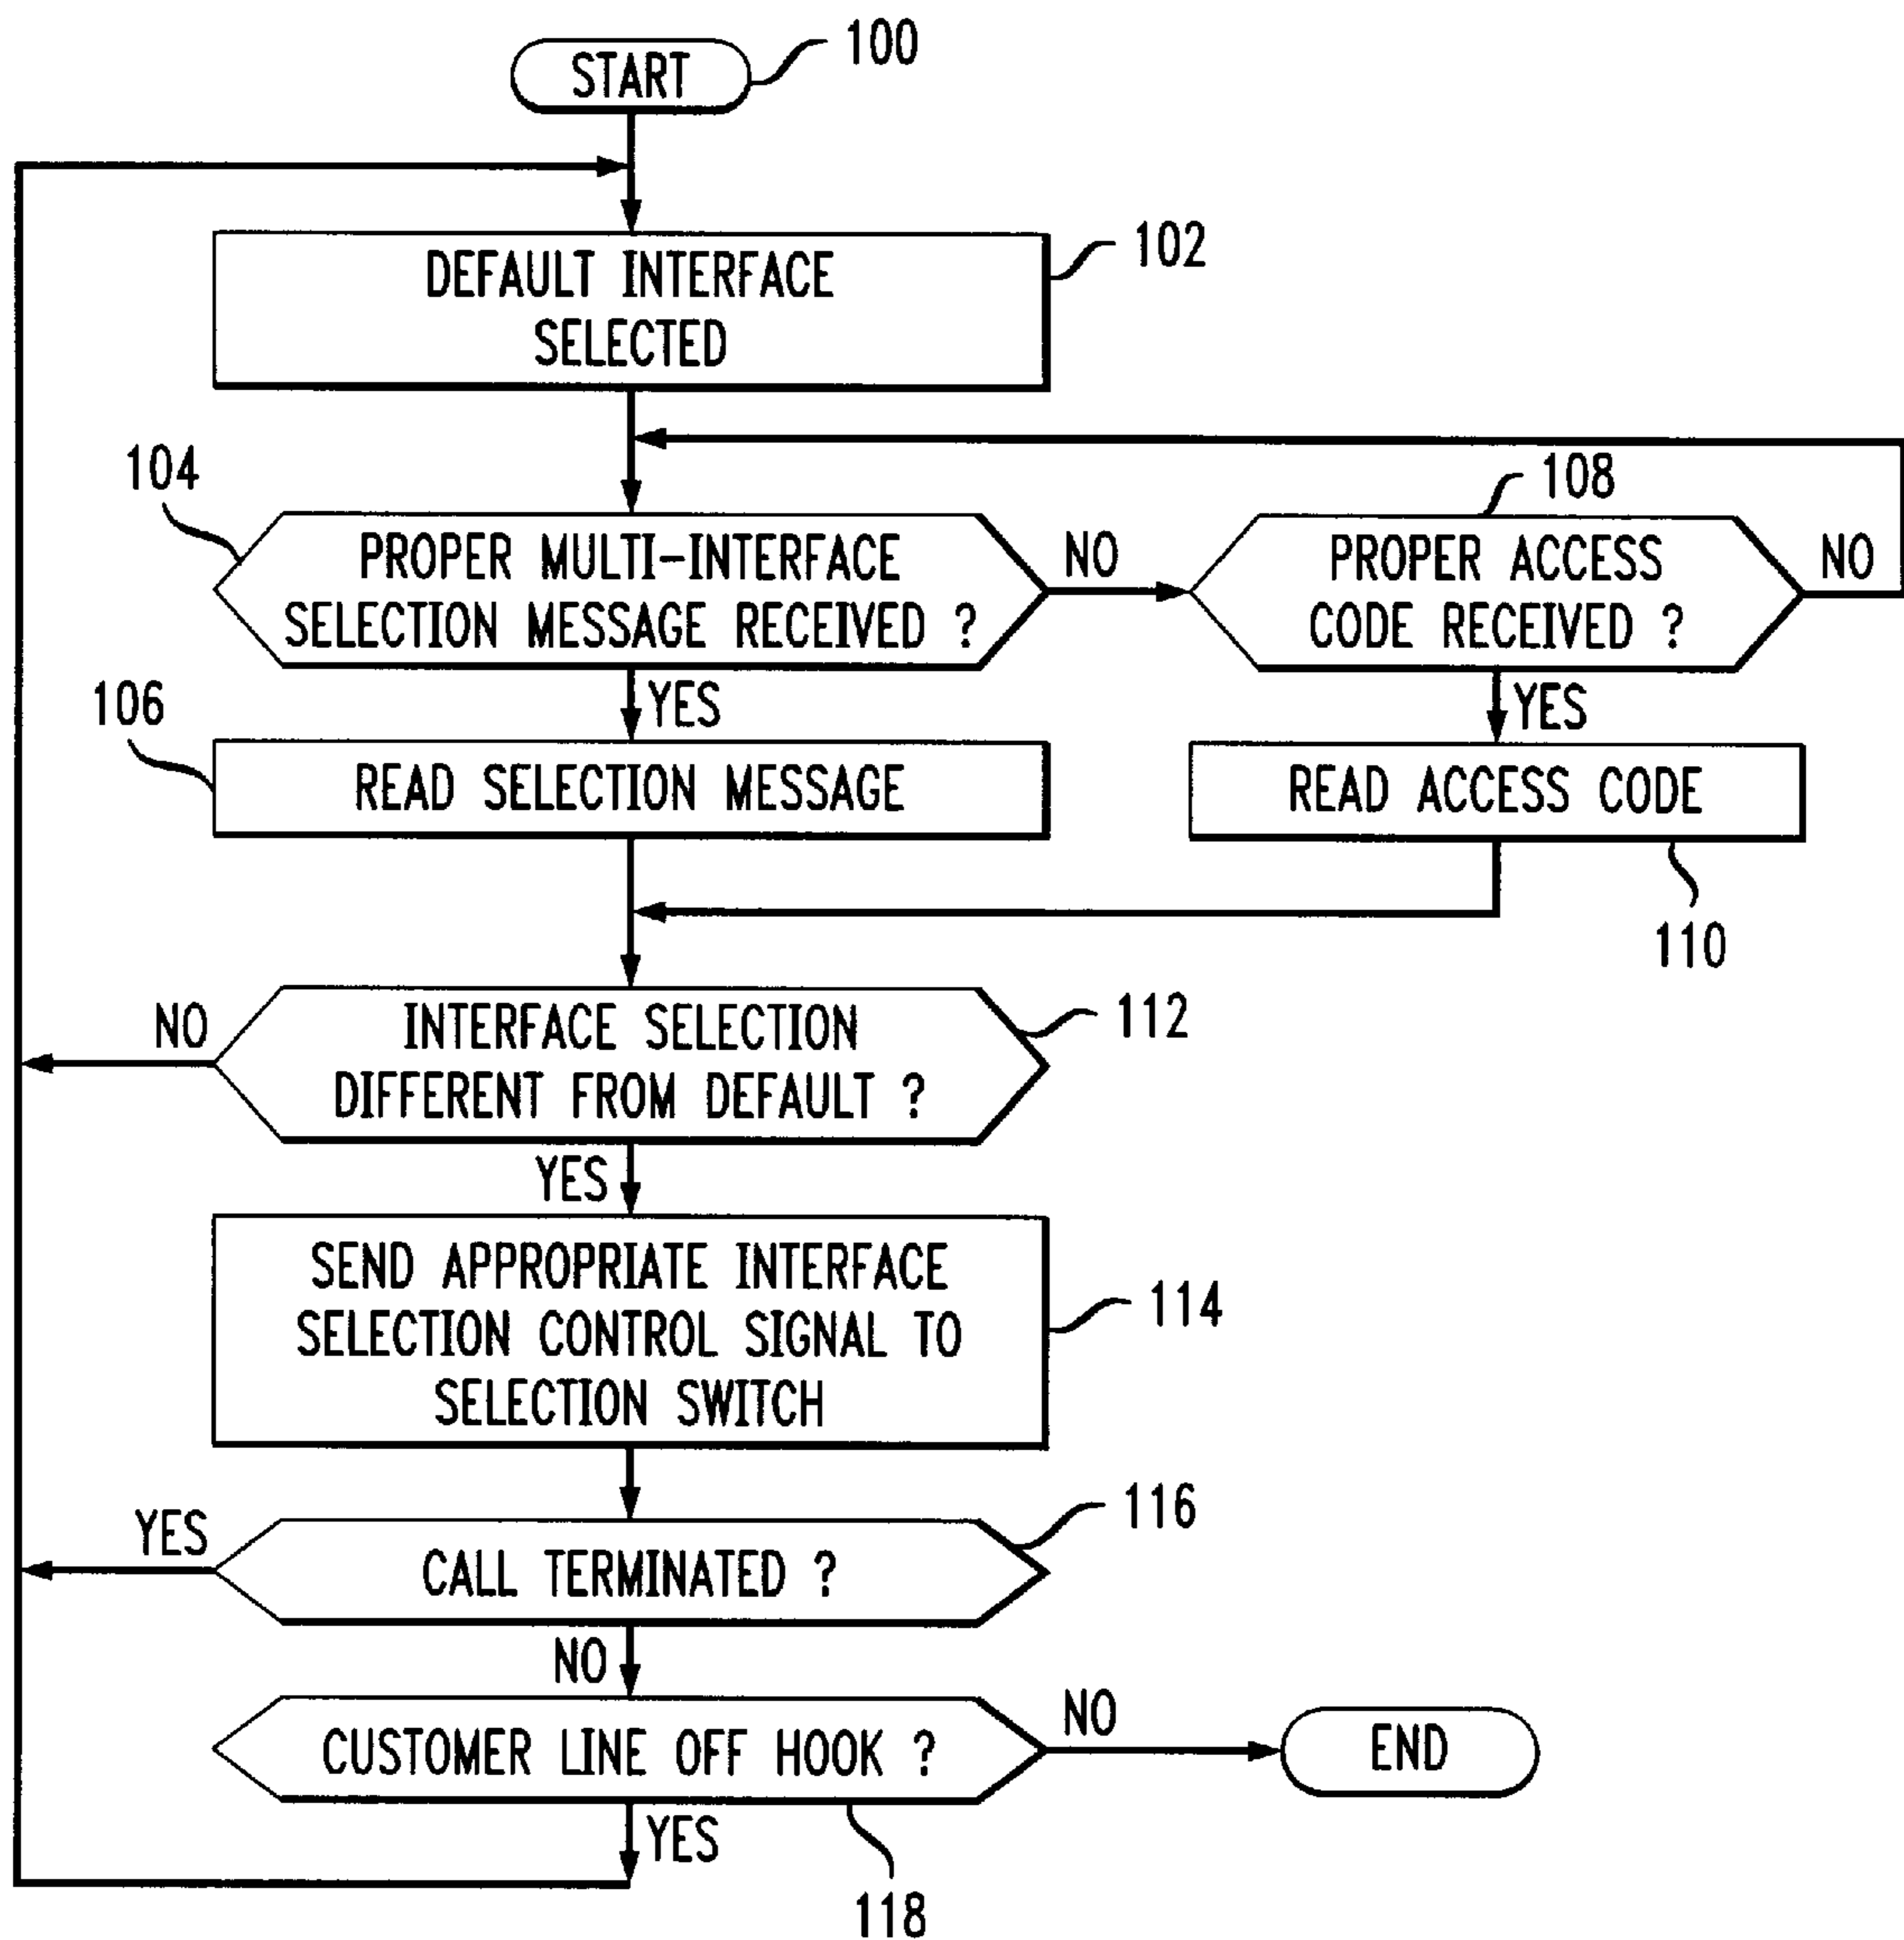 START
100
DEFAULT INTERFACE
SELECTED
102
104
PROPER MULTI-INTERFACE
SELECTION MESSAGE RECEIVED ?
NO
108
PROPER ACCESS
CODE RECEIVED ?
NO
YES
YES
106
READ SELECTION MESSAGE
READ ACCESS CODE
110
NO
INTERFACE SELECTION
DIFFERENT FROM DEFAULT ?
112
YES
SEND APPROPRIATE INTERFACE
SELECTION CONTROL SIGNAL TO
SELECTION SWITCH
114
YES
CALL TERMINATED ?
116
NO
CUSTOMER LINE OFF HOOK ?
NO
END
YES
118